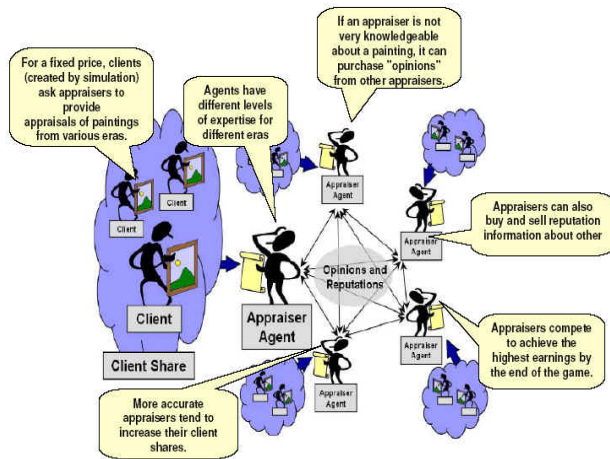 If an appraiser is not
very knowledgeable
about a painting, it can
purchase "opinions"
from other appraisers.
For a fixed price, clients
(created by simulation)
ask appraisers to
provide
appraisals of paintings
from various eras.
Agents have
different levels
of expertise for
different eras
Client
Client
Client
Client Share
Appraiser
Agent
Appraiser
Agent
Appraiser
Agent
Appraiser
Agent
Appraiser
Agent
Opinions and
Reputations
Appraisers can also
buy and sell reputation
information about other
Appraisers compete
to achieve the
highest earnings by
the end of the game.
More accurate
appraisers tend to
increase their client
shares.